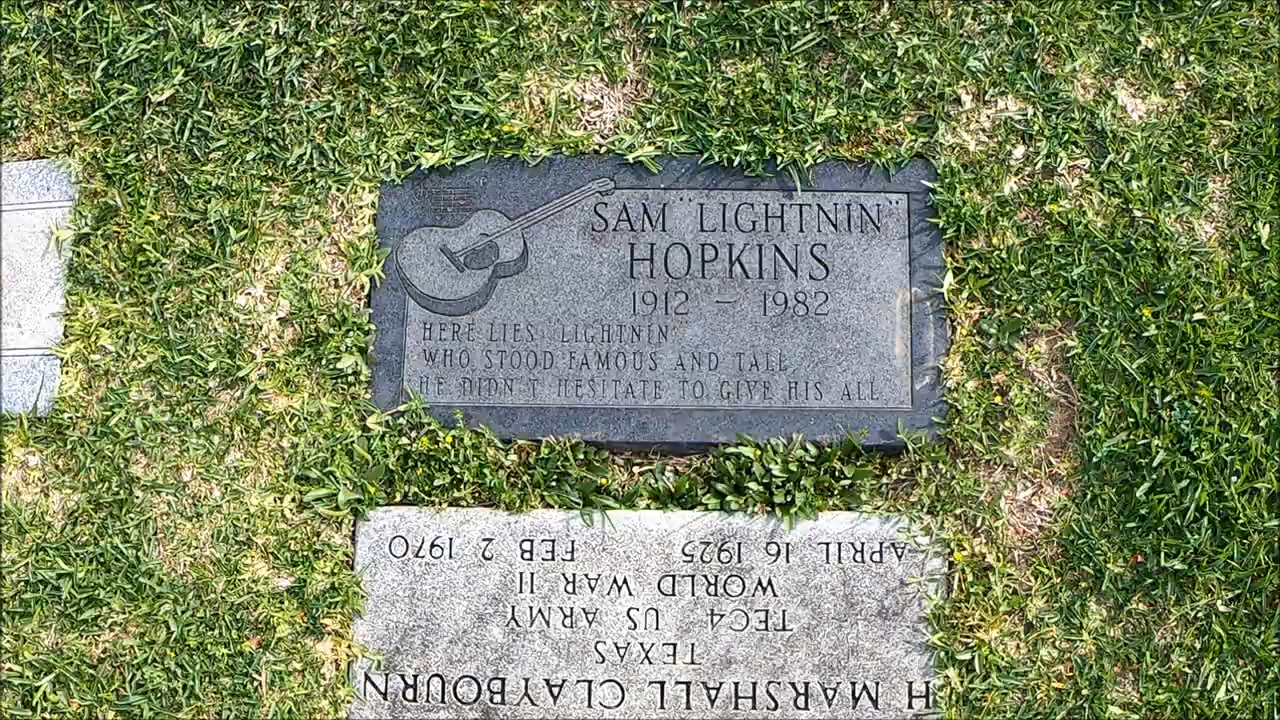 SAM "LIGHTNIN"
HOPKINS
1912 — 1982
HERE LIES LIGHTNIN'
WHO STOOD FAMOUS AND TALL,
HE DIDN'T HESITATE TO GIVE HIS ALL
H MARSHALL CLAYBOURN
TEXAS
TEC4 US ARMY
WORLD WAR II
APRIL 16 1925 FEB 2 1970